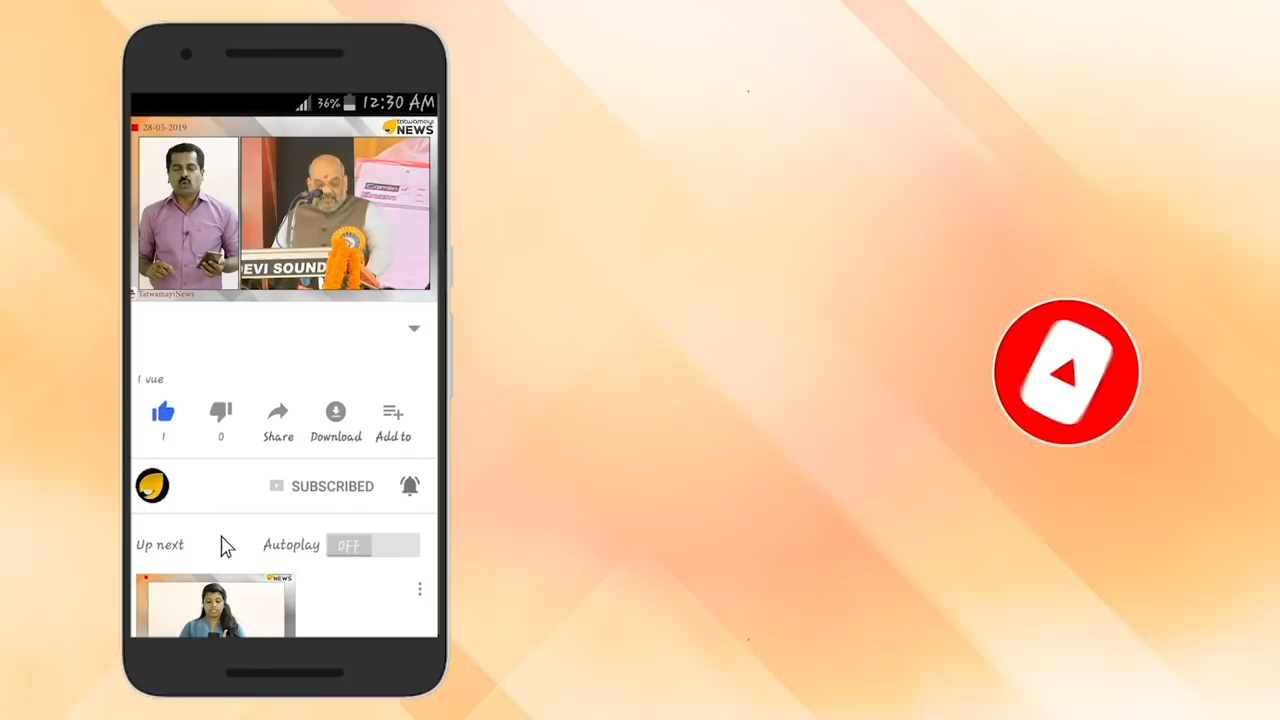 36% 12:30 AM
28-05-2019
tatwamayi
NEWS
DEVI SOUND
TatwamayiNews
1 vue
1 0 Share Download Add to
SUBSCRIBED
Up next Autoplay OFF
NEWS